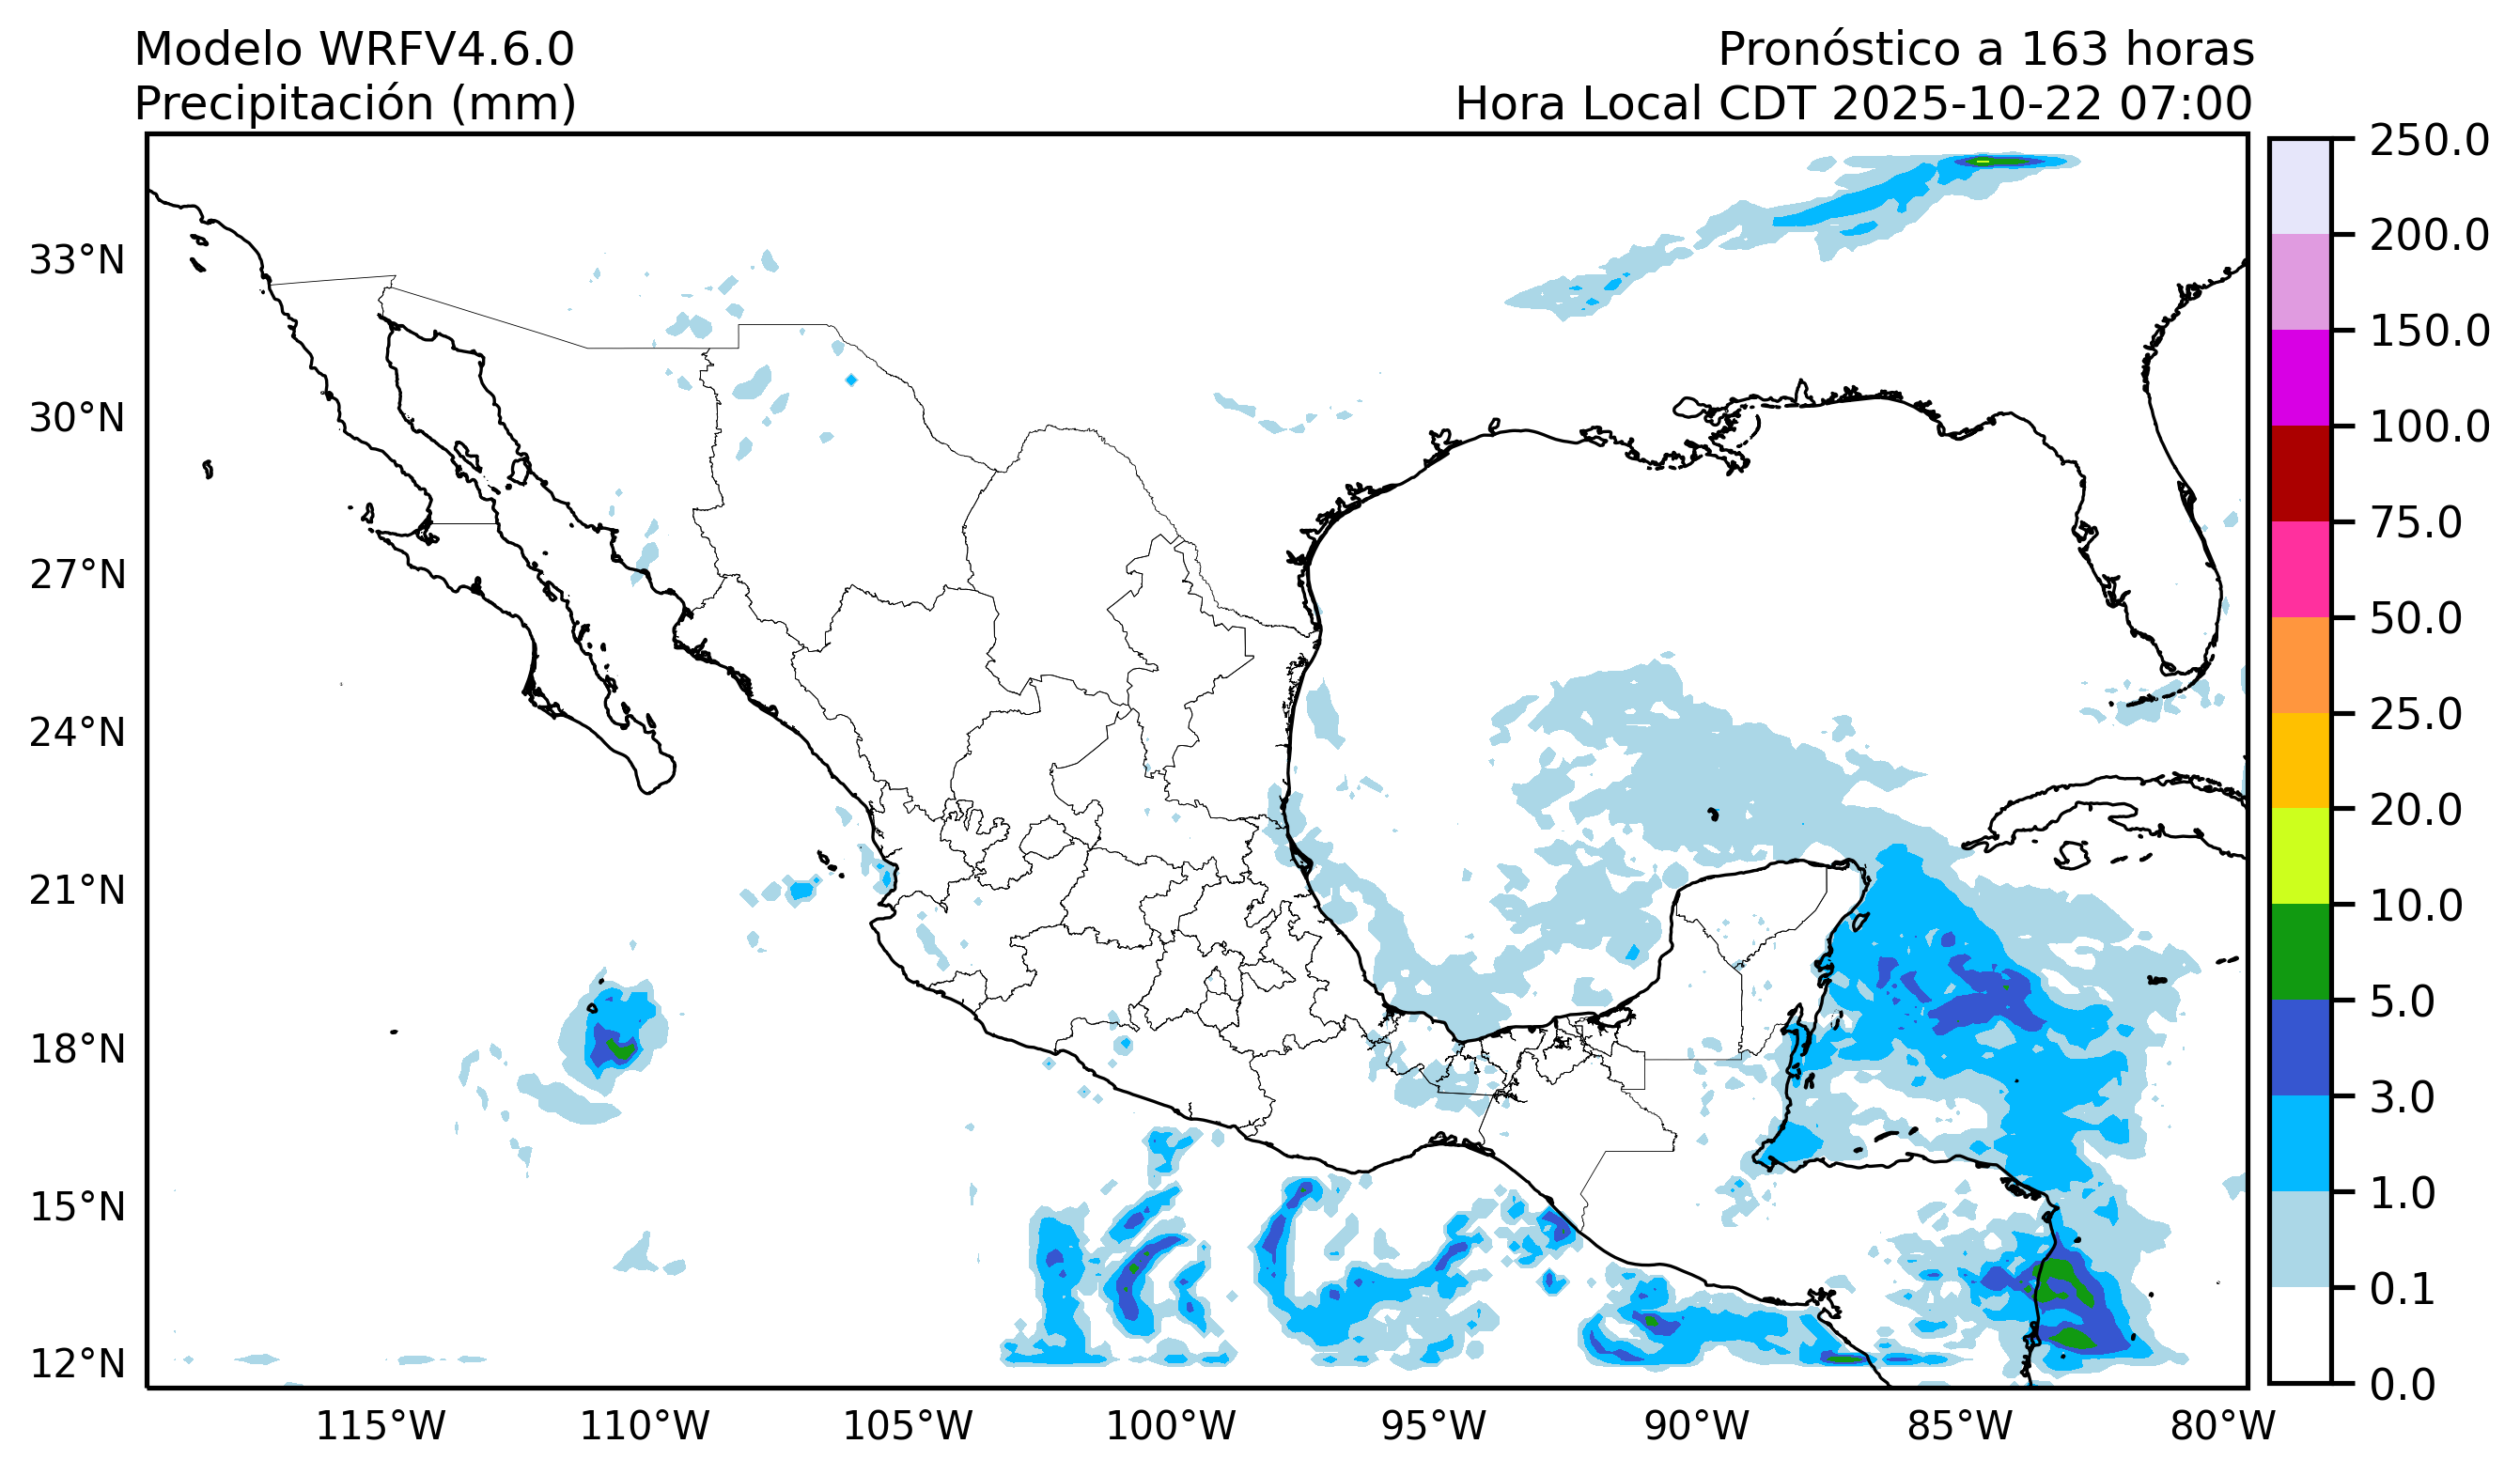 Modelo WRFV4.6.0
Precipitación (mm)
Pronóstico a 163 horas
Hora Local CDT 2025-10-22 07:00
33°N
30°N
27°N
24°N
21°N
18°N
15°N
12°N
115°W
110°W
105°W
100°W
95°W
90°W
85°W
80°W
250.0
200.0
150.0
100.0
75.0
50.0
25.0
20.0
10.0
5.0
3.0
1.0
0.1
0.0